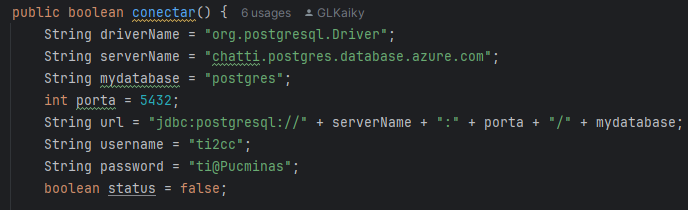 public boolean conectar() { 6 usages GLKaiky
String driverName = "org.postgresql.Driver";
String serverName = "chatti.postgres.database.azure.com";
String mydatabase = "postgres";
int porta = 5432;
String url = "jdbc:postgresql://" + serverName + ":" + porta + "/" + mydatabase;
String username = "ti2cc";
String password = "ti@Pucminas";
boolean status = false;